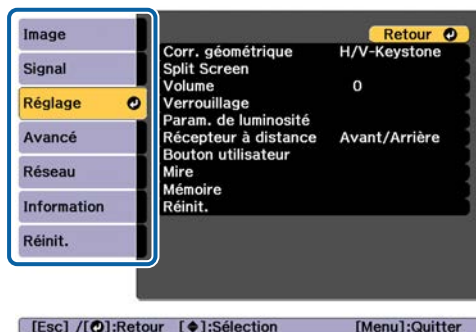 Image
Signal
Réglage
Avancé
Réseau
Information
Réinit.
Retour
Corr. géométrique H/V-Keystone
Split Screen
Volume 0
Verrouillage
Param. de luminosité
Récepteur à distance Avant/Arrière
Bouton utilisateur
Mire
Mémoire
Réinit.
[Esc] /[ ]:Retour [ ]:Sélection [Menu]:Quitter